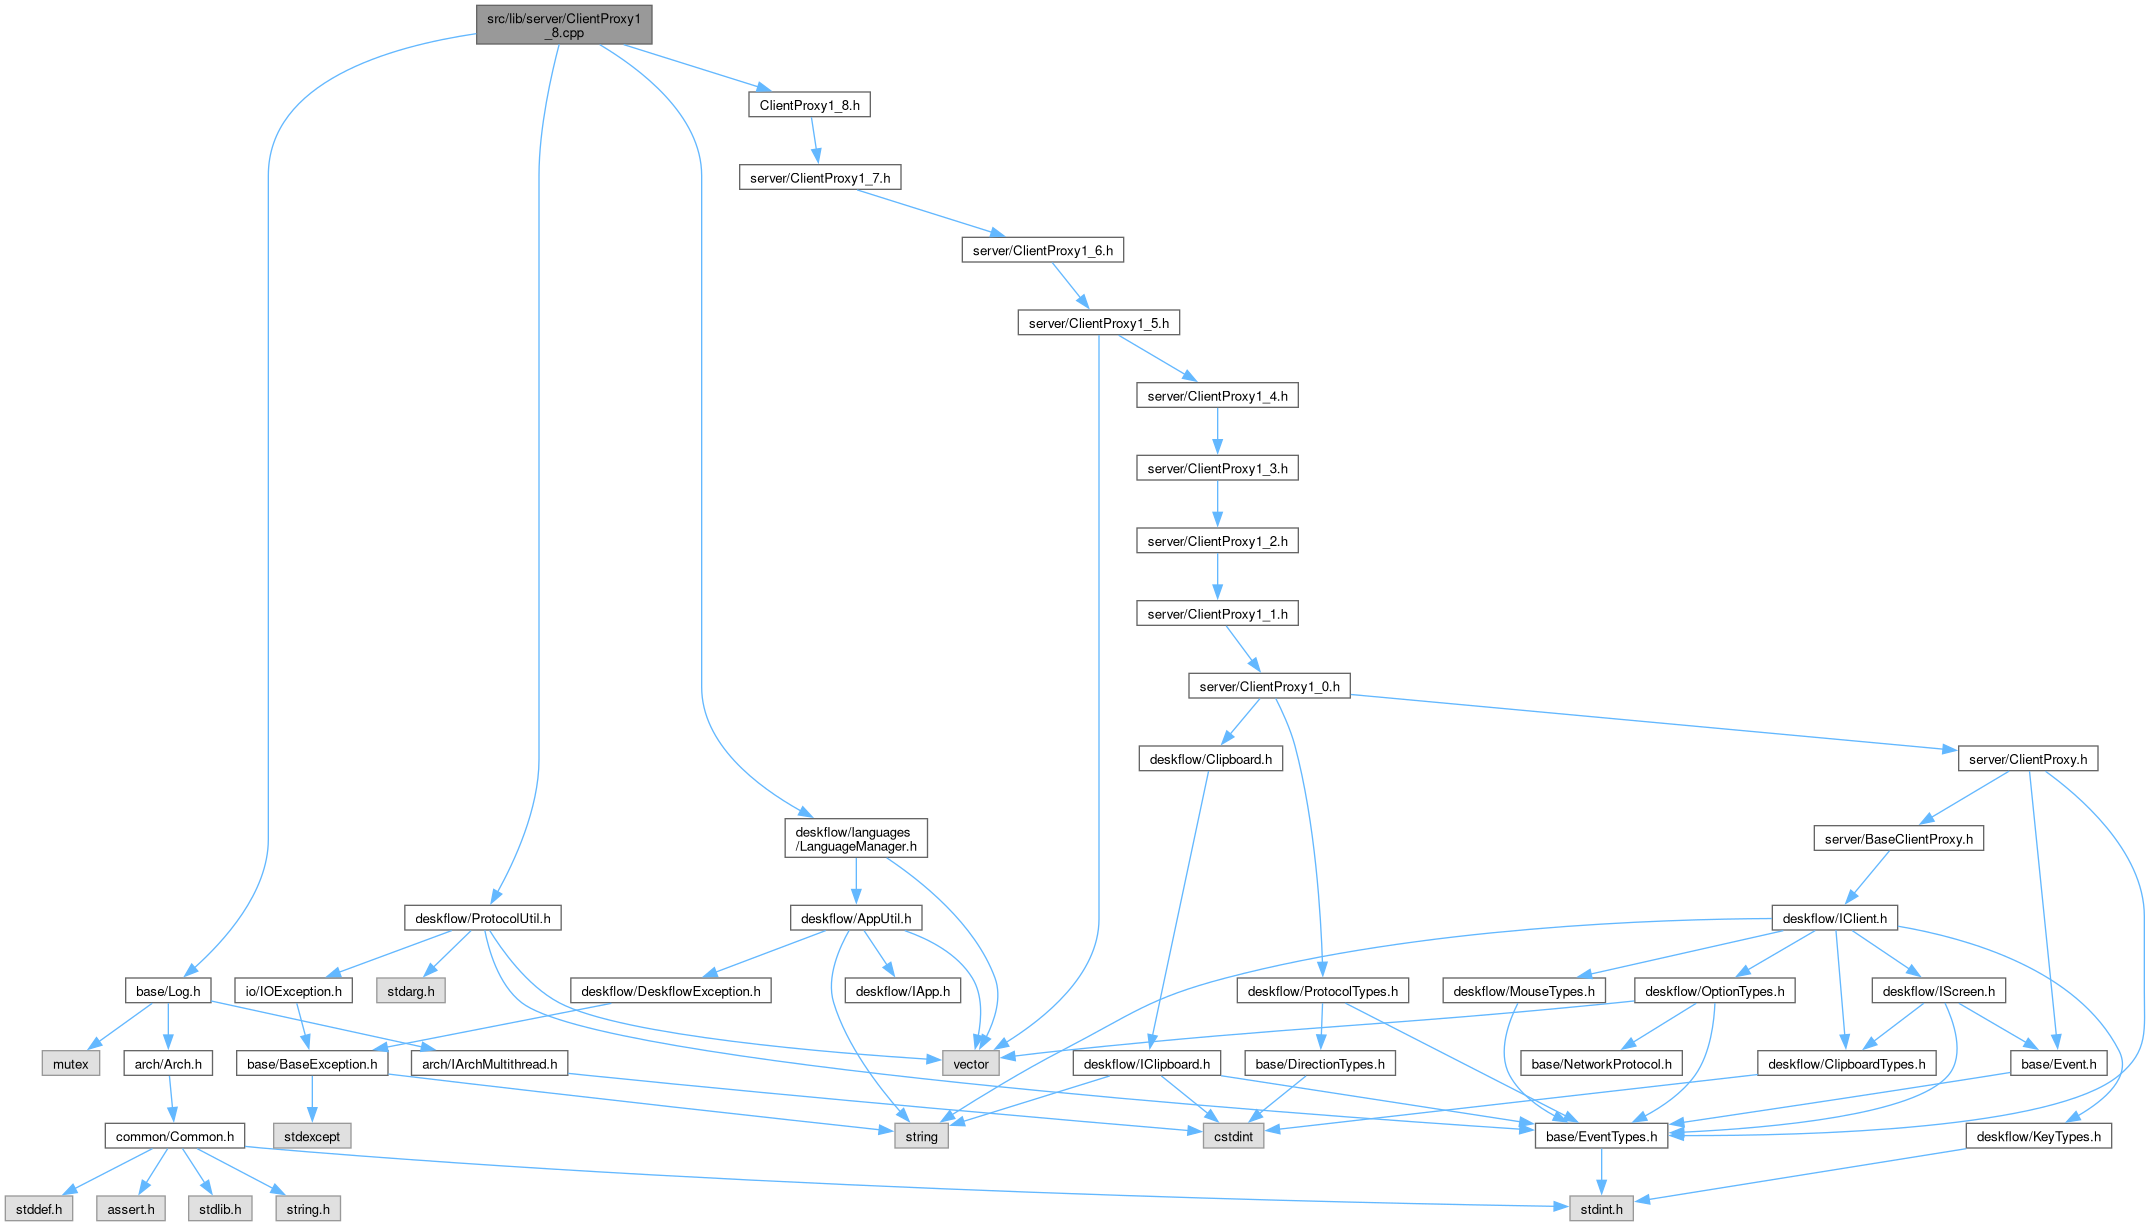 src/lib/server/ClientProxy1
_8.cpp
ClientProxy1_8.h
server/ClientProxy1_7.h
server/ClientProxy1_6.h
server/ClientProxy1_5.h
server/ClientProxy1_4.h
server/ClientProxy1_3.h
server/ClientProxy1_2.h
server/ClientProxy1_1.h
server/ClientProxy1_0.h
deskflow/Clipboard.h
server/ClientProxy.h
deskflow/languages
/LanguageManager.h
server/BaseClientProxy.h
deskflow/ProtocolUtil.h
deskflow/AppUtil.h
deskflow/IClient.h
base/Log.h
io/IOException.h
stdarg.h
deskflow/DeskflowException.h
deskflow/IApp.h
deskflow/ProtocolTypes.h
deskflow/MouseTypes.h
deskflow/OptionTypes.h
deskflow/IScreen.h
mutex
arch/Arch.h
base/BaseException.h
arch/IArchMultithread.h
vector
deskflow/IClipboard.h
base/DirectionTypes.h
base/NetworkProtocol.h
deskflow/ClipboardTypes.h
base/Event.h
common/Common.h
stdexcept
string
cstdint
base/EventTypes.h
deskflow/KeyTypes.h
stddef.h
assert.h
stdlib.h
string.h
stdint.h